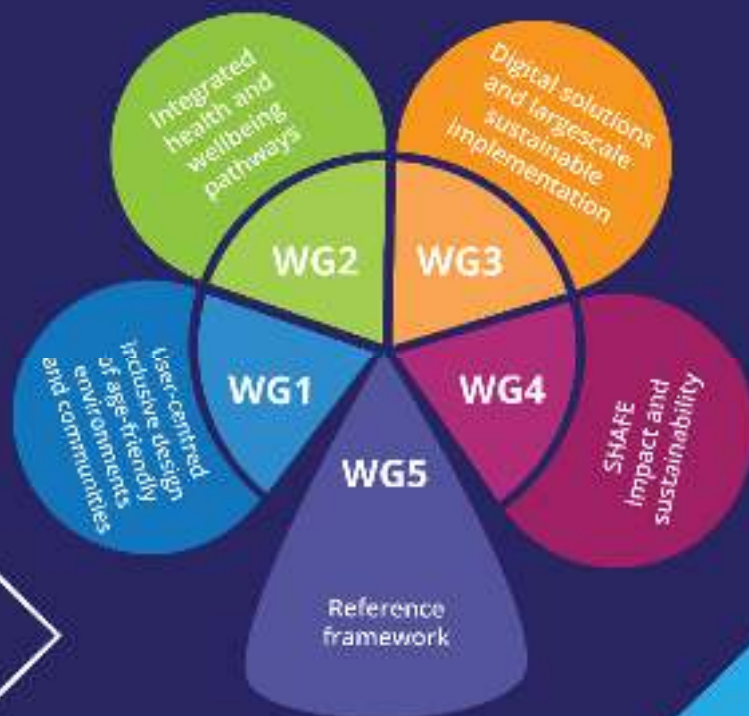 Integrated
health and
wellbeing
pathways
WG2
Digital solutions
and largescale
sustainable
implementation
WG3
User-centred
inclusive design
of age-friendly
environments
and communities
WG1
SHAFE
Impact and
sustainability
WG4
WG5
Reference
framework